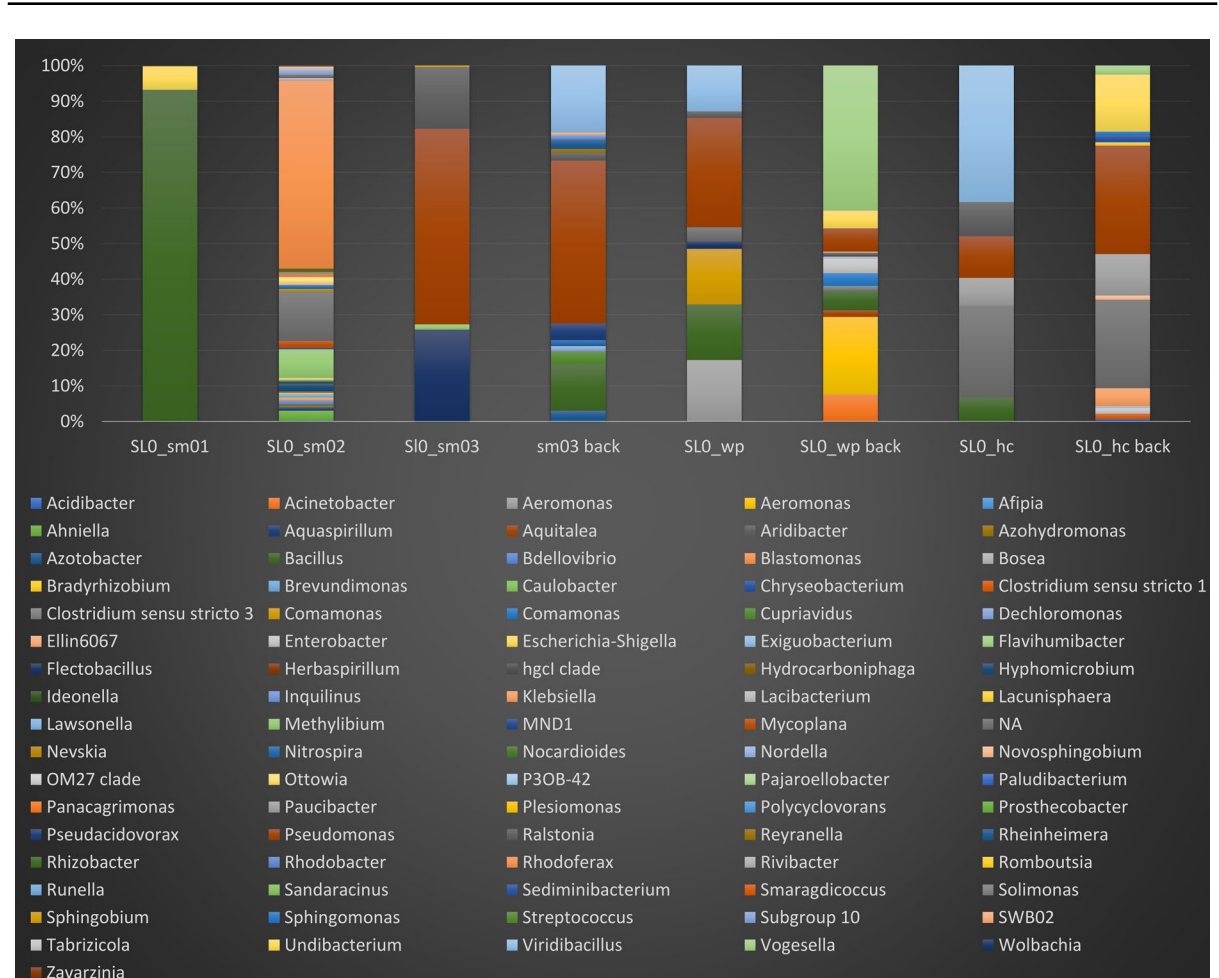 100%
90%
80%
70%
60%
50%
40%
30%
20%
10%
0%
SL0_sm01 SL0_sm02 Sl0_sm03 sm03 back SL0_wp SL0_wp back SL0_hc SL0_hc back
Acidibacter Acinetobacter Aeromonas Aeromonas Afipia
Ahniella Aquaspirillum Aquitalea Aridibacter Azohydromonas
Azotobacter Bacillus Bdellovibrio Blastomonas Bosea
Bradyrhizobium Brevundimonas Caulobacter Chryseobacterium Clostridium sensu stricto 1
Clostridium sensu stricto 3 Comamonas Comamonas Cupriavidus Dechloromonas
Ellin6067 Enterobacter Escherichia-Shigella Exiguobacterium Flavihumibacter
Flectobacillus Herbaspirillum hgcI clade Hydrocarboniphaga Hyphomicrobium
Ideonella Inquilinus Klebsiella Lacibacterium Lacunisphaera
Lawsonella Methylibium MND1 Mycoplana NA
Nevskia Nitrospira Nocardioides Nordella Novosphingobium
OM27 clade Ottowia P3OB-42 Pajaroellobacter Paludibacterium
Panacagrimonas Paucibacter Plesiomonas Polycyclovorans Prosthecobacter
Pseudacidovorax Pseudomonas Ralstonia Reyranella Rheinheimera
Rhizobacter Rhodobacter Rhodoferax Rivibacter Romboutsia
Runella Sandaracinus Sediminibacterium Smaragdicoccus Solimonas
Sphingobium Sphingomonas Streptococcus Subgroup 10 SWB02
Tabrizicola Undibacterium Viridibacillus Vogesella Wolbachia
Zavarzinia